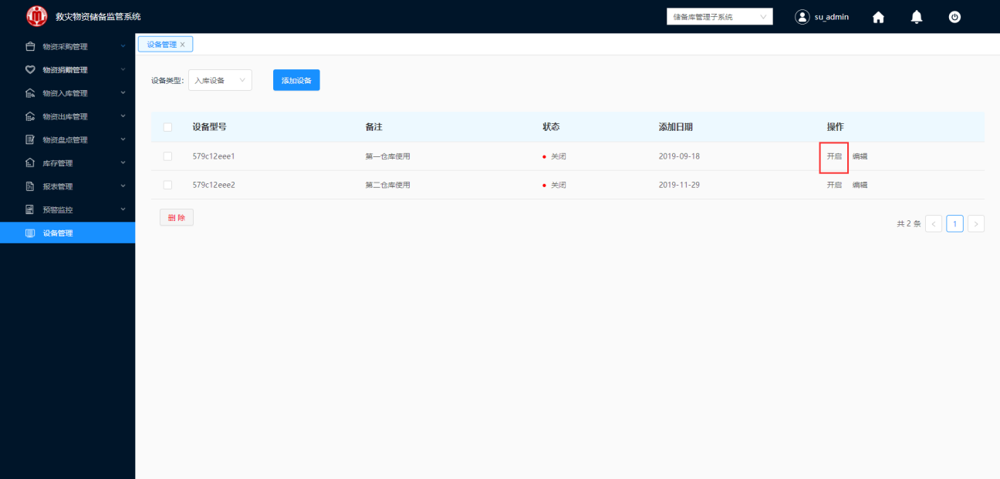 救灾物资储备监管系统
储备库管理子系统
su_admin
物资采购管理
物资捐赠管理
物资入库管理
物资出库管理
物资盘点管理
库存管理
报表管理
预警监控
设备管理
设备管理 X
设备类型: 入库设备
添加设备
设备型号 备注 状态 添加日期 操作
579c12eee1 第一仓库使用 关闭 2019-09-18 开启 编辑
579c12eee2 第二仓库使用 关闭 2019-11-29 开启 编辑
删 除
共 2 条 < 1 >